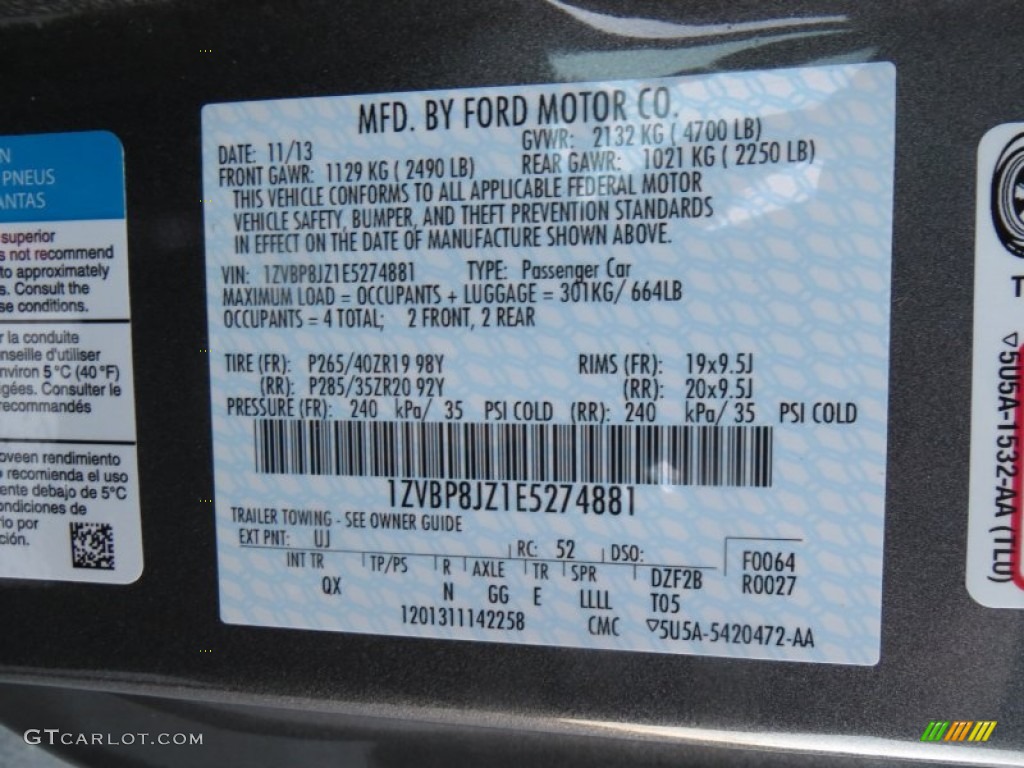 N
PNEUS
ANTAS
superior
s not recommend
to approximately
s. Consult the
se conditions.
r la conduite
nseille d'utiliser
environ 5°C (40°F)
gées. Consulter le
recommandés
oveen rendimiento
recomienda el uso
ente debajo de 5°C
ondiciones de
rio por
ción.
MFD. BY FORD MOTOR CO.
DATE: 11/13 GVWR: 2132 KG ( 4700 LB)
FRONT GAWR: 1129 KG ( 2490 LB) REAR GAWR: 1021 KG ( 2250 LB)
THIS VEHICLE CONFORMS TO ALL APPLICABLE FEDERAL MOTOR
VEHICLE SAFETY, BUMPER, AND THEFT PREVENTION STANDARDS
IN EFFECT ON THE DATE OF MANUFACTURE SHOWN ABOVE.
VIN: 1ZVBP8JZ1E5274881 TYPE: Passenger Car
MAXIMUM LOAD = OCCUPANTS + LUGGAGE = 301KG/ 664LB
OCCUPANTS = 4 TOTAL; 2 FRONT, 2 REAR
TIRE (FR): P265/40ZR19 98Y RIMS (FR): 19x9.5J
(RR): P285/35ZR20 92Y (RR): 20x9.5J
PRESSURE (FR): 240 kPa/ 35 PSI COLD (RR): 240 kPa/ 35 PSI COLD
1ZVBP8JZ1E5274881
TRAILER TOWING - SEE OWNER GUIDE
EXT PNT: UJ RC: 52 DSO: F0064
INT TR TP/PS R AXLE TR SPR DZF2B R0027
QX N GG E LLLL T05
1201311142258 CMC ▽5U5A-5420472-AA
T
▽5U5A-1532-AA (TLU)
GTCARLOT.COM